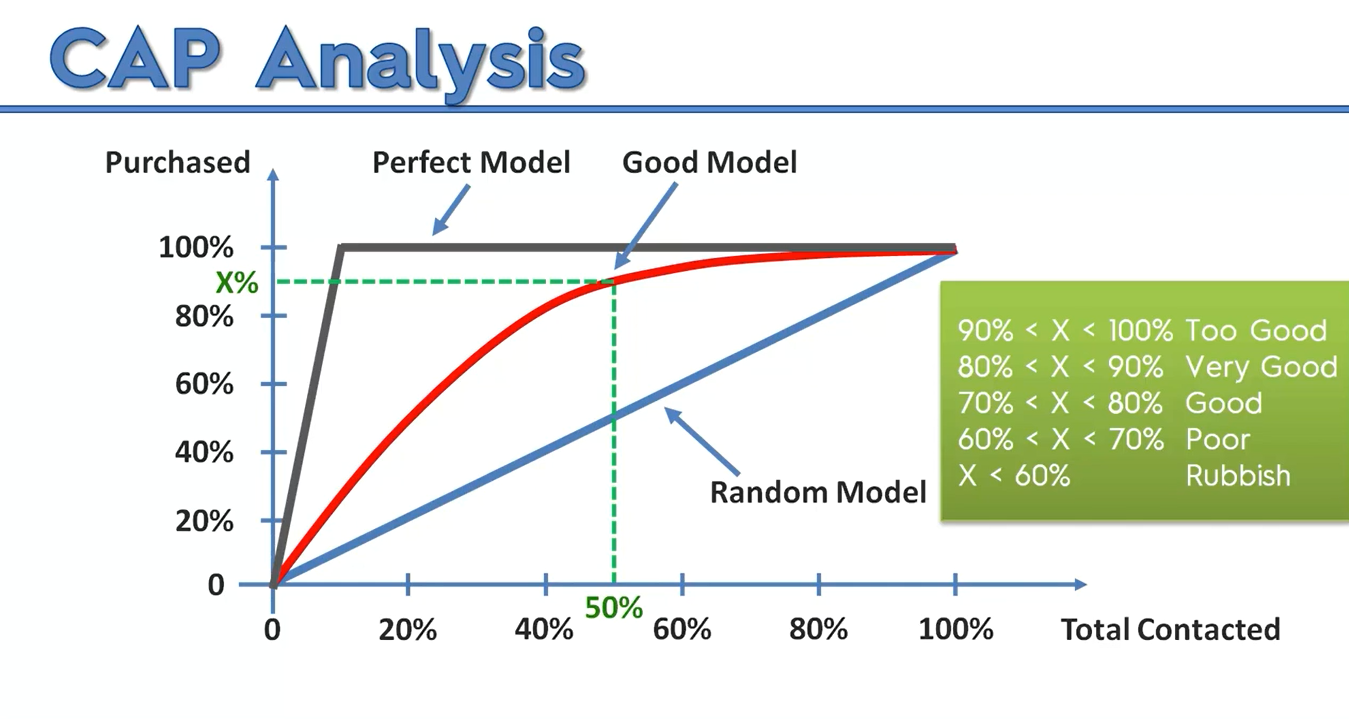 CAP Analysis
Purchased
Perfect Model
Good Model
100%
X%
80%
60%
40%
20%
0
90% < X < 100% Too Good
80% < X < 90% Very Good
70% < X < 80% Good
60% < X < 70% Poor
X < 60% Rubbish
Random Model
50%
0
20%
40%
60%
80%
100%
Total Contacted